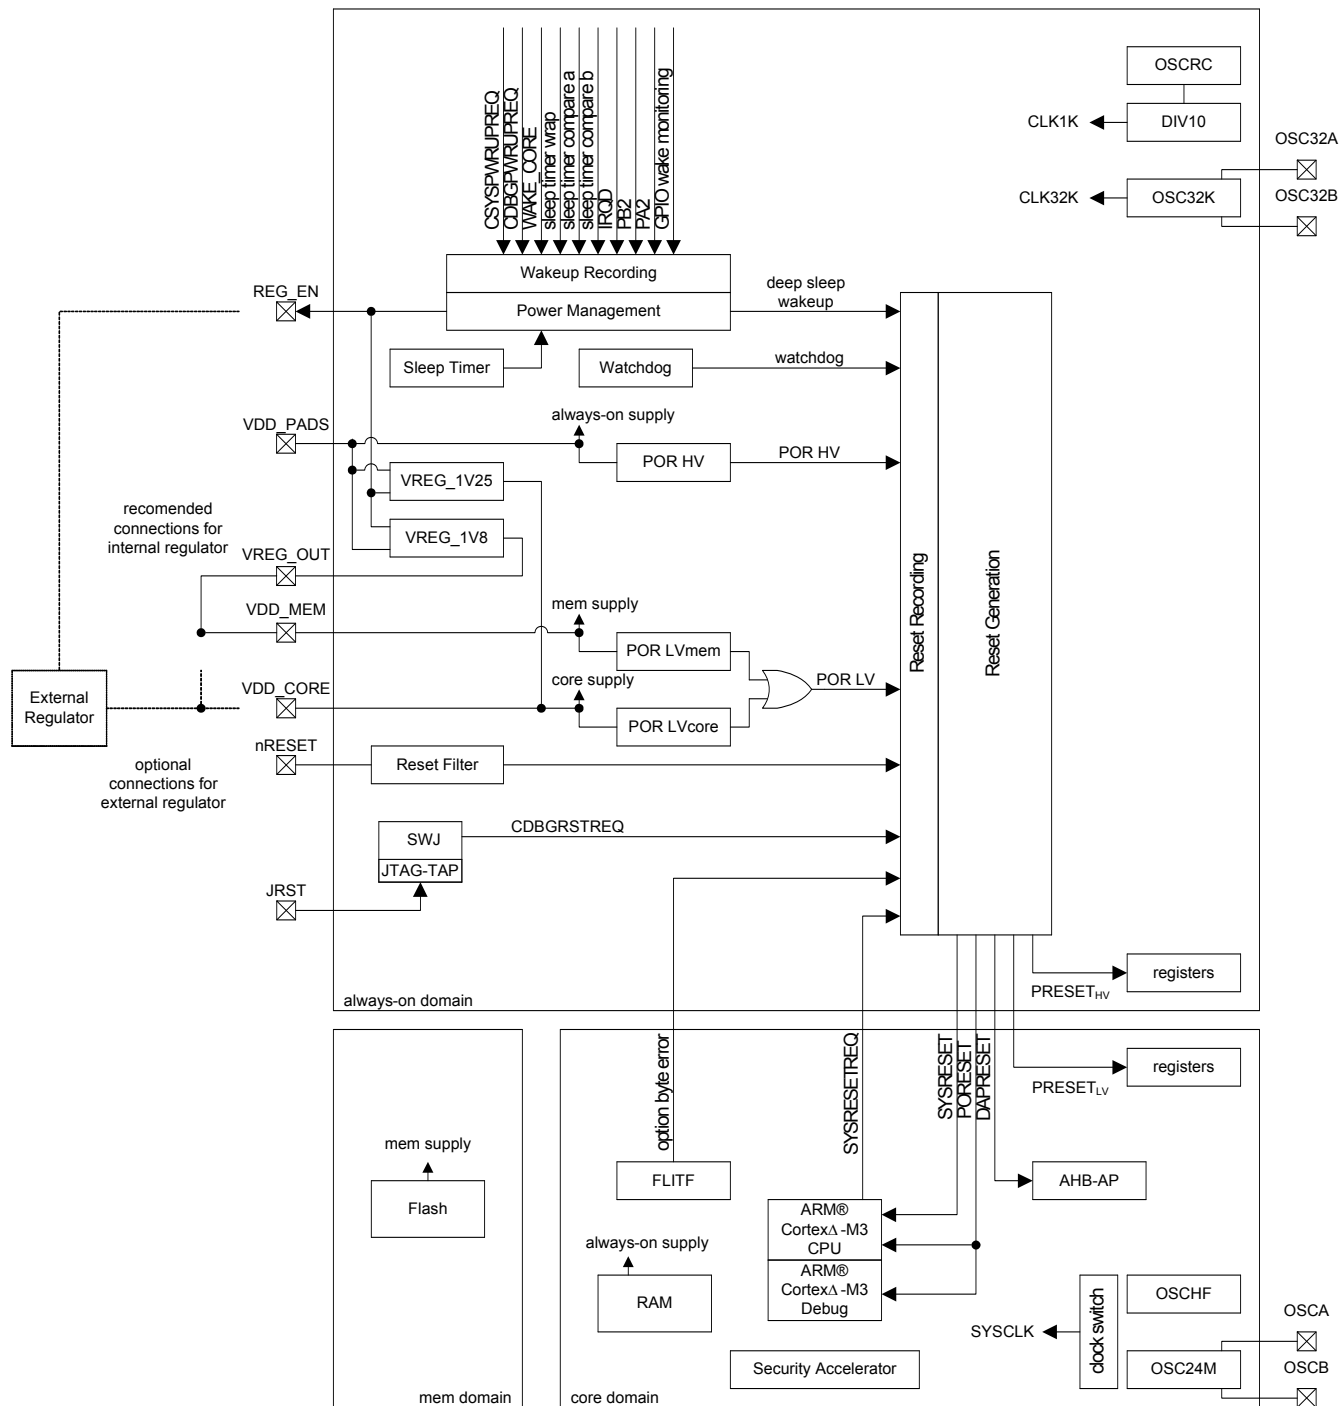 CSYSPWRUPREQ
CDBGPWRUPREQ
WAKE_CORE
sleep timer wrap
sleep timer compare a
sleep timer compare b
IRQD
PB2
PA2
GPIO wake monitoring
OSCRC
CLK1K
DIV10
OSC32A
CLK32K
OSC32K
OSC32B
Wakeup Recording
Power Management
REG_EN
deep sleep
wakeup
Sleep Timer
Watchdog
watchdog
VDD_PADS
always-on supply
POR HV
POR HV
VREG_1V25
recomended
connections for
internal regulator
VREG_1V8
VREG_OUT
Reset Recording
Reset Generation
VDD_MEM
mem supply
POR LVmem
External
Regulator
VDD_CORE
core supply
POR LV
POR LVcore
nRESET
Reset Filter
optional
connections for
external regulator
SWJ
JTAG-TAP
CDBGRSTREQ
JRST
registers
PRESETHV
always-on domain
option byte error
SYSRESETREQ
SYSRESET
PORESET
DAPRESET
registers
PRESETLV
mem supply
Flash
FLITF
AHB-AP
ARM®
Cortex∆ -M3
CPU
ARM®
Cortex∆ -M3
Debug
always-on supply
RAM
SYSCLK
clock switch
OSCHF
OSC24M
OSCA
OSCB
Security Accelerator
mem domain
core domain